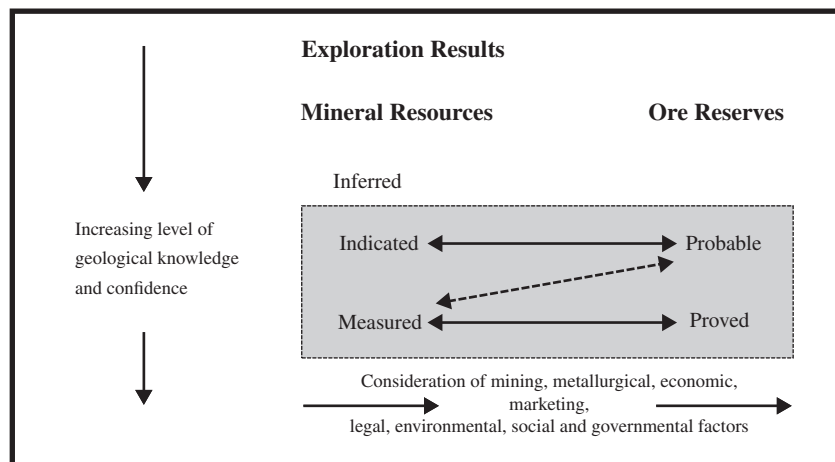 Exploration Results
Mineral Resources Ore Reserves
Inferred
Increasing level of
geological knowledge
and confidence
Indicated Probable
Measured Proved
Consideration of mining, metallurgical, economic,
marketing,
legal, environmental, social and governmental factors